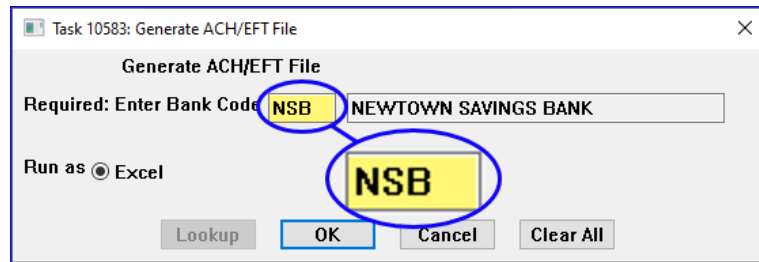 Task 10583: Generate ACH/EFT File
Generate ACH/EFT File
Required: Enter Bank Code NSB NEWTOWN SAVINGS BANK
Run as Excel
NSB
Lookup OK Cancel Clear All